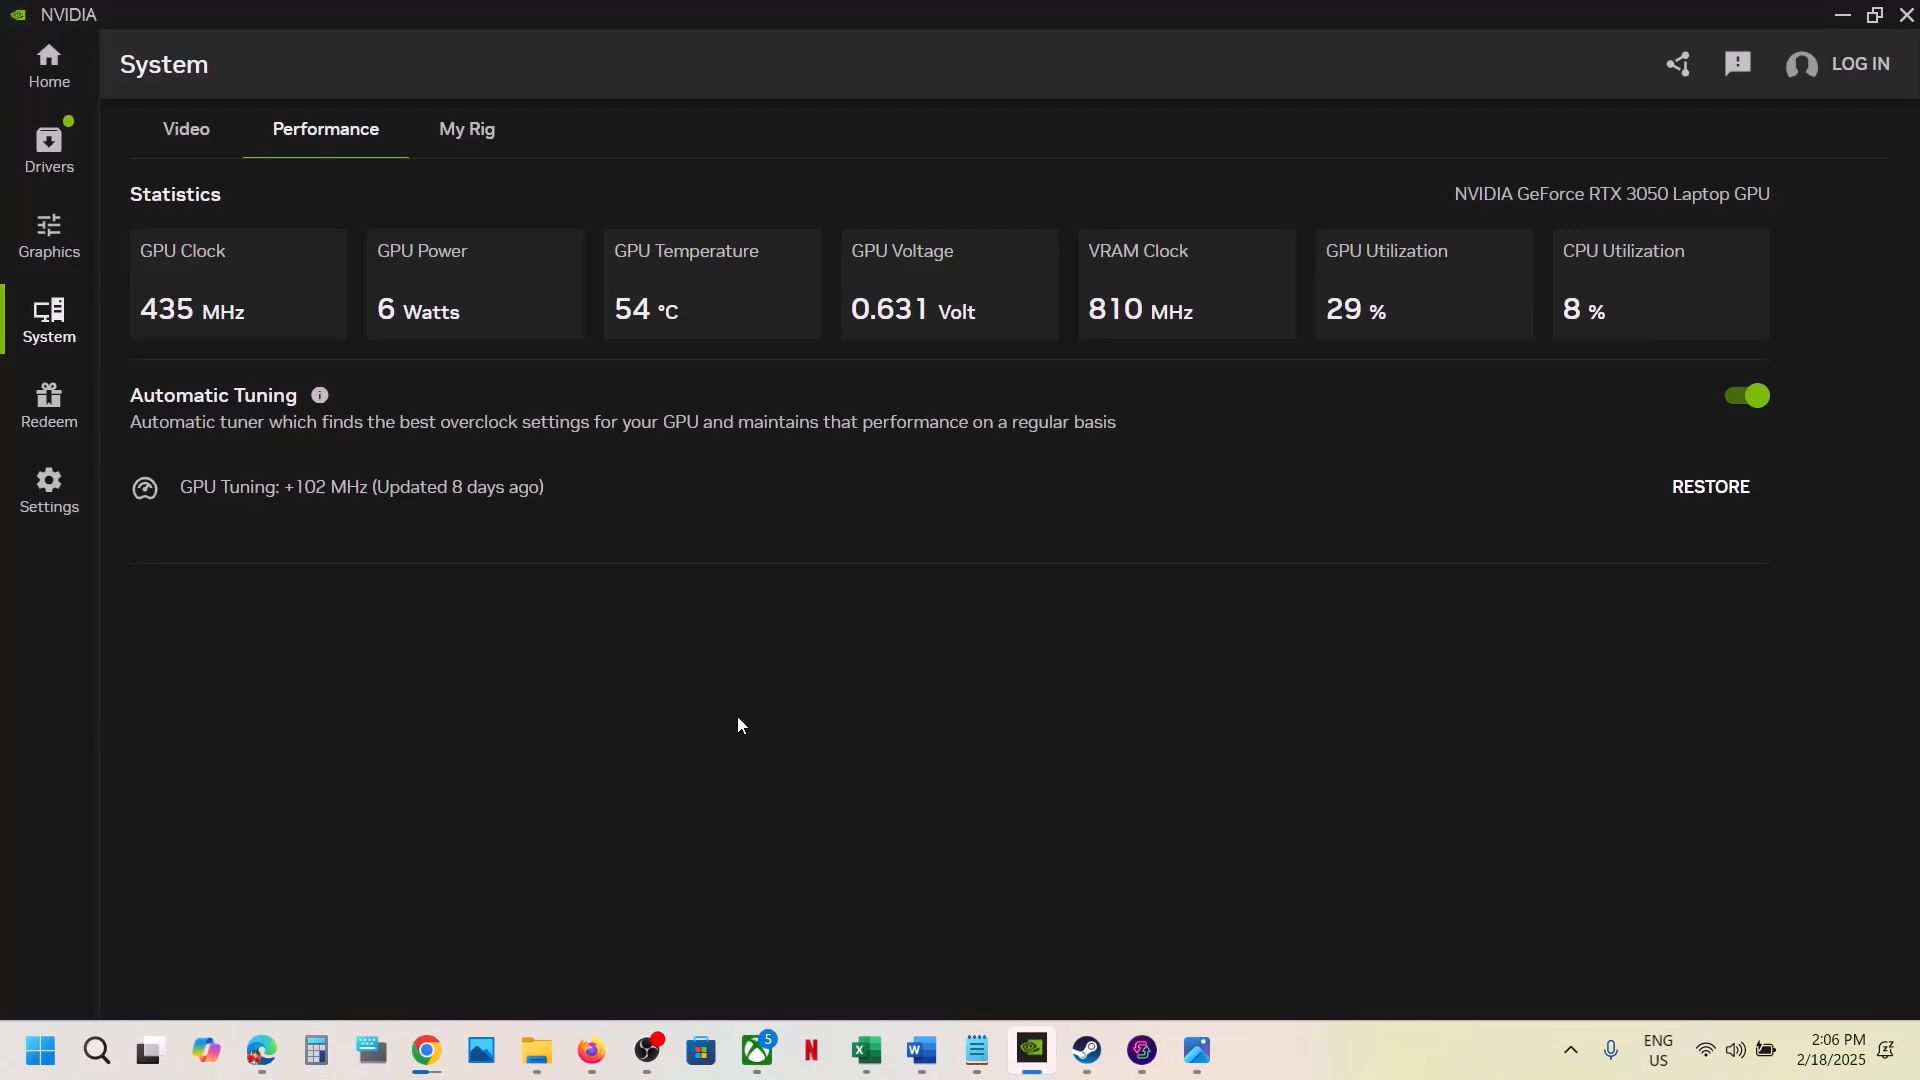 NVIDIA
Home
Drivers
Graphics
System
Redeem
Settings
System
LOG IN
Video
Performance
My Rig
Statistics
NVIDIA GeForce RTX 3050 Laptop GPU
GPU Clock
435 MHz
GPU Power
6 Watts
GPU Temperature
54 °C
GPU Voltage
0.631 Volt
VRAM Clock
810 MHz
GPU Utilization
29 %
CPU Utilization
8 %
Automatic Tuning
Automatic tuner which finds the best overclock settings for your GPU and maintains that performance on a regular basis
GPU Tuning: +102 MHz (Updated 8 days ago)
RESTORE
5
N
ENG
US
2:06 PM
2/18/2025